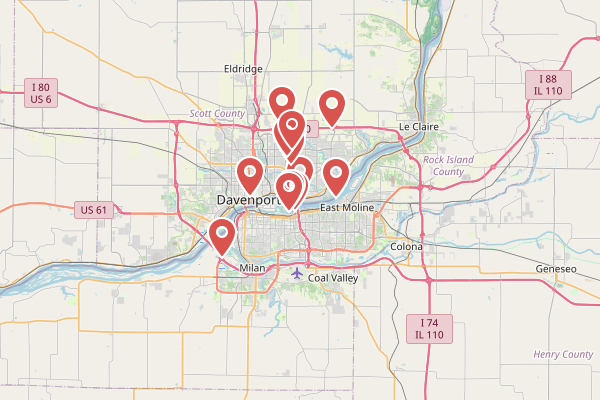 Eldridge
I 80
US 6
I 88
IL 110
Scott County
Le Claire
Rock Island
County
Davenport
US 61
East Moline
Colona
Milan
Coal Valley
Geneseo
I 74
IL 110
Henry County